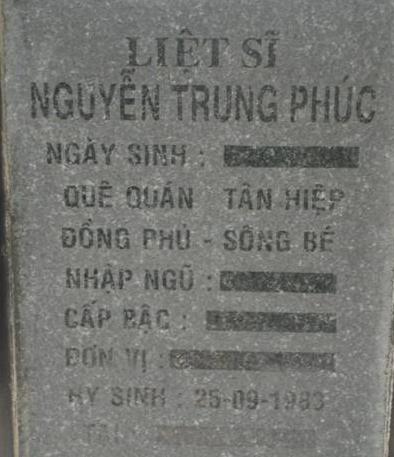 LIỆT SĨ
NGUYỄN TRUNG PHÚC
NGÀY SINH :
QUÊ QUÁN TÂN HIỆP
ĐỒNG PHÚ - SÔNG BÉ
NHẬP NGŨ :
CẤP BẬC :
ĐƠN VỊ :
HY SINH : 25-09-1983
TẠI :